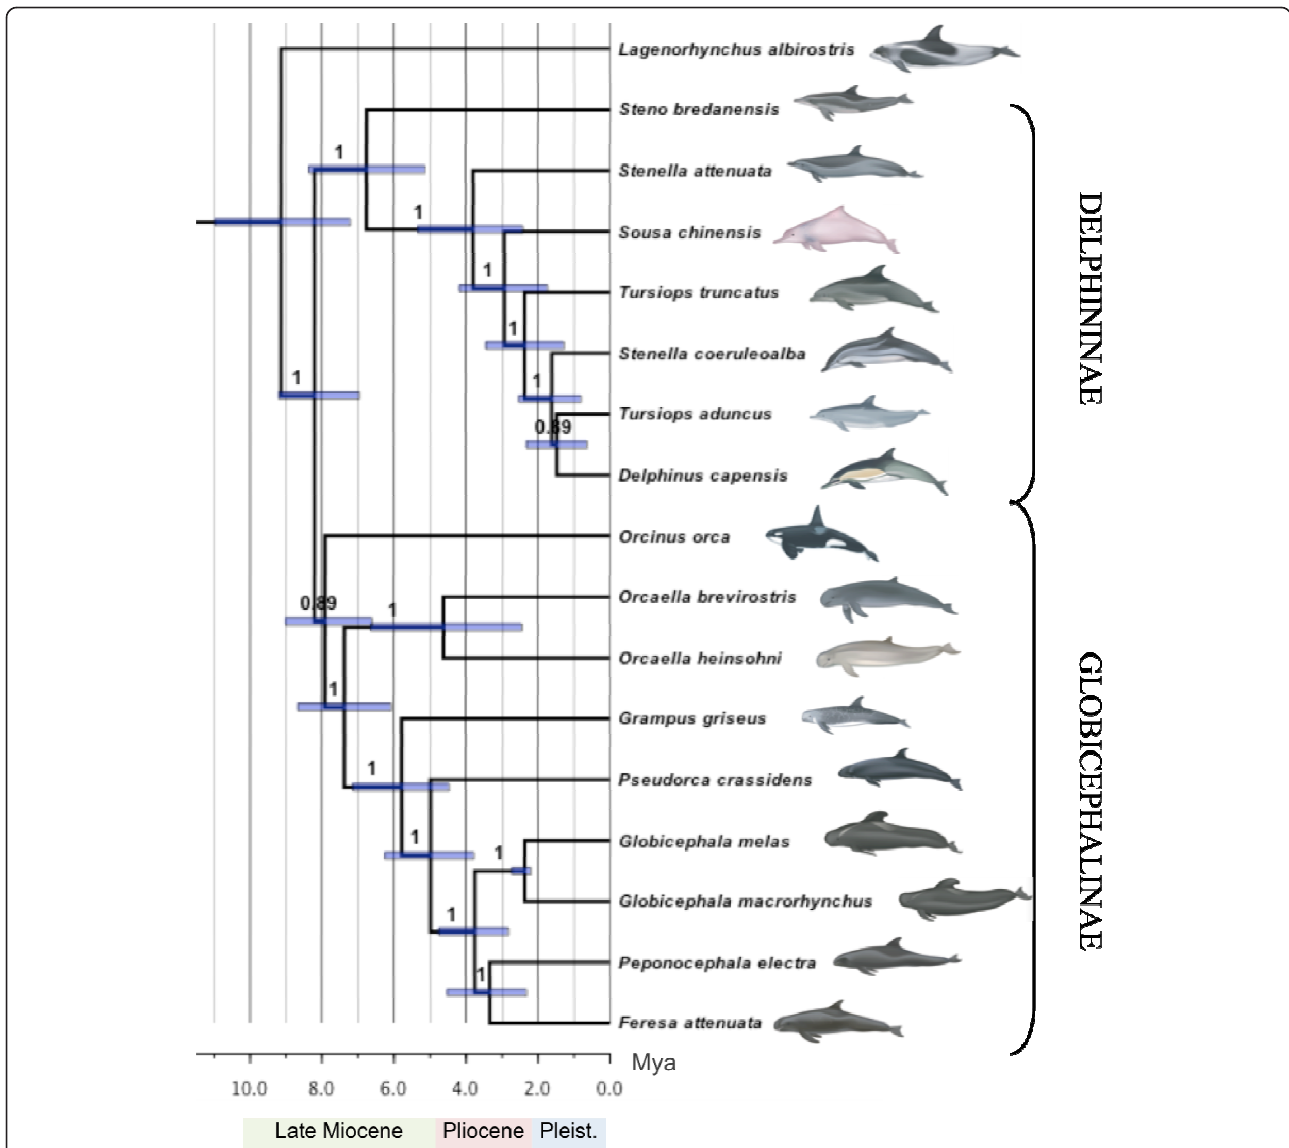 Lagenorhynchus albirostris
Steno bredanensis
1
Stenella attenuata
1
Sousa chinensis
1
Tursiops truncatus
1
Stenella coeruleoalba
1
1
Tursiops aduncus
0.89
Delphinus capensis
DELPHININAE
Orcinus orca
Orcaella brevirostris
0.89
1
Orcaella heinsohni
1
Grampus griseus
1
Pseudorca crassidens
1
Globicephala melas
1
Globicephala macrorhynchus
1
Peponocephala electra
1
Feresa attenuata
GLOBICEPHALINAE
Mya
10.0 8.0 6.0 4.0 2.0 0.0
Late Miocene Pliocene Pleist.